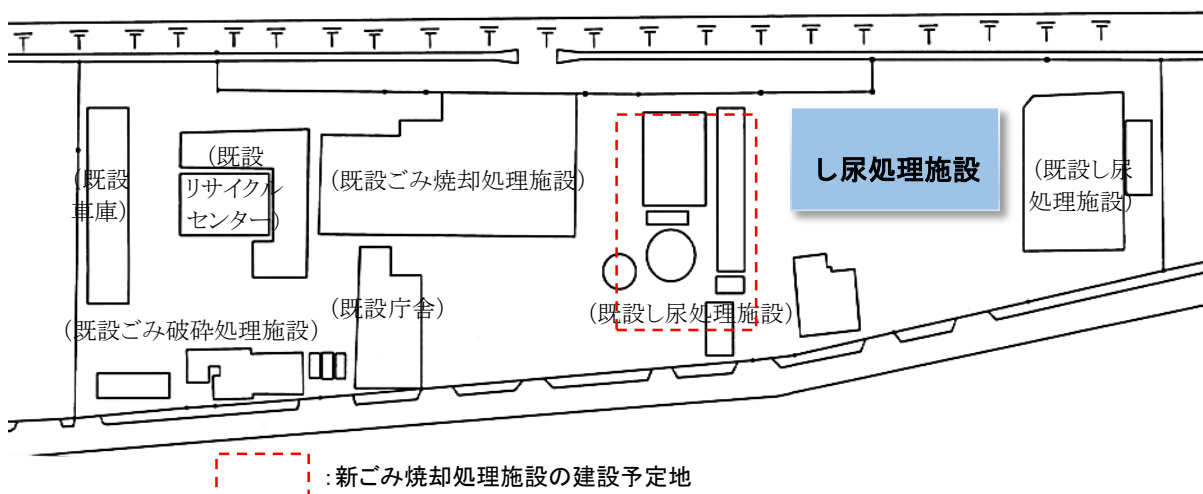 (既設
車庫)
(既設
リサイクル
センター)
(既設ごみ焼却処理施設)
し尿処理施設
(既設し尿
処理施設)
(既設庁舎)
(既設し尿処理施設)
(既設ごみ破砕処理施設)
:新ごみ焼却処理施設の建設予定地